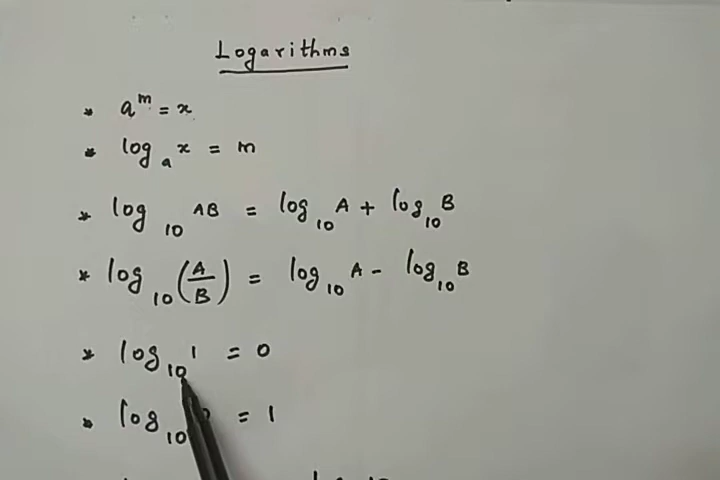 Logarithms
* a^m = x
* log_a x = m
* log_10 AB = log_10 A + log_10 B
* log_10 (A/B) = log_10 A - log_10 B
* log_10 1 = 0
* log_10 = 1